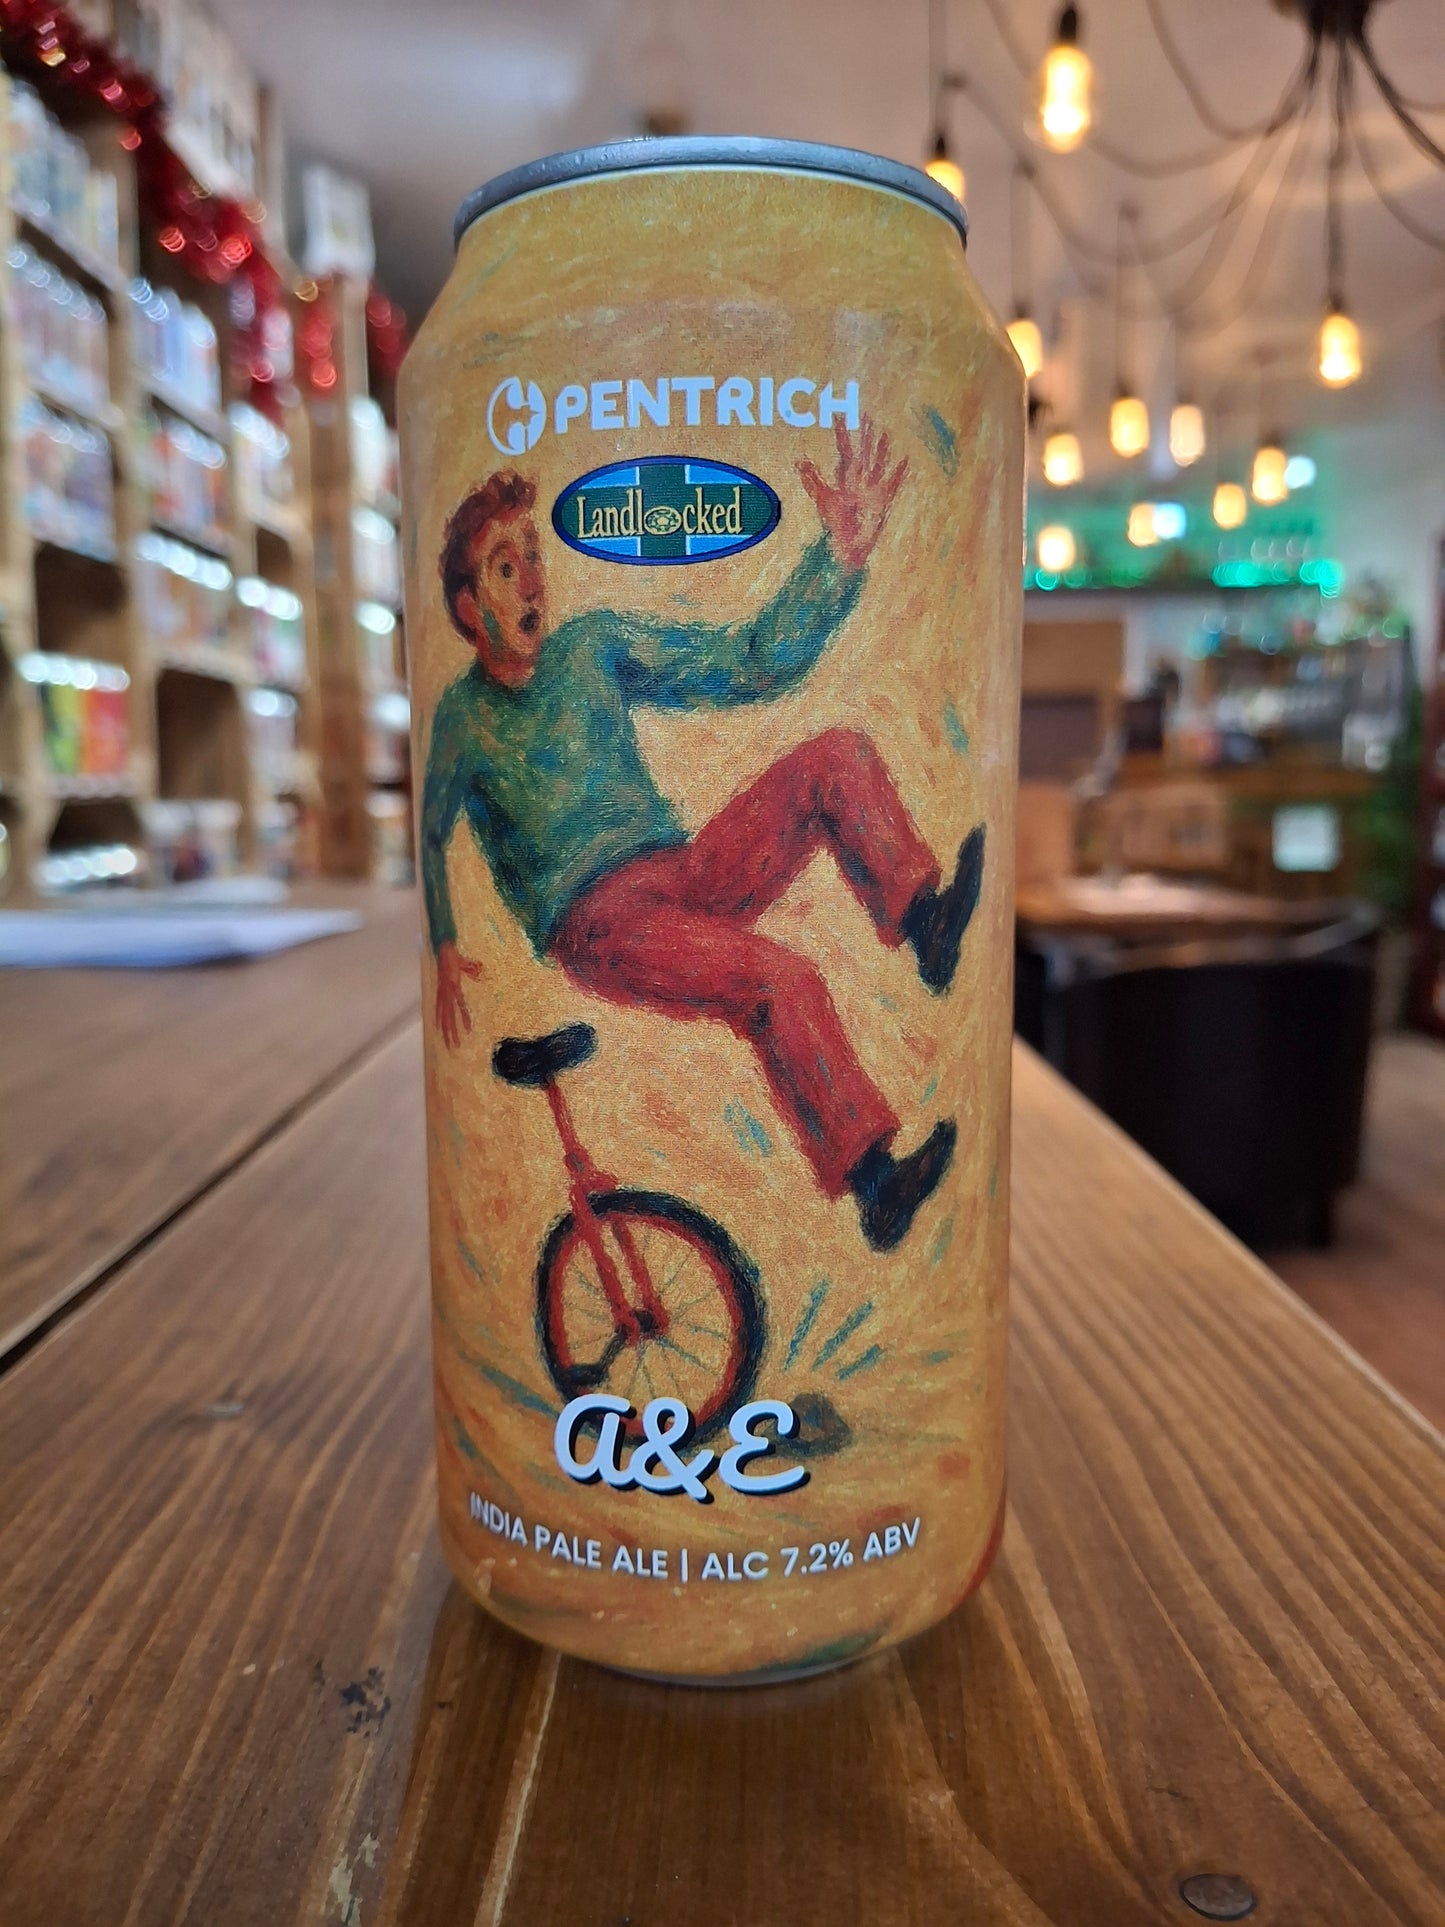 PENTRICH
Landlocked
A&E
INDIA PALE ALE | ALC 7.2% ABV